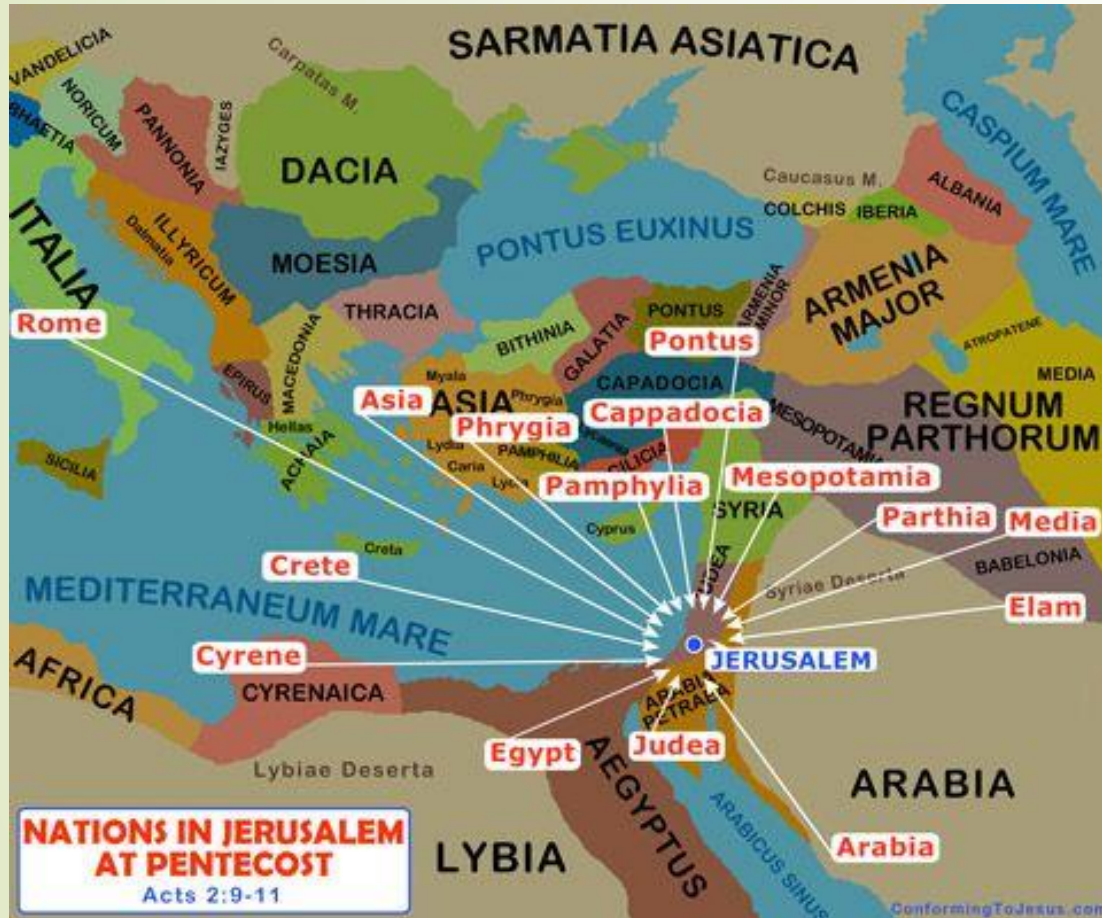 SARMATIA ASIATICA
VANDELICIA
NORICUM
RHAETIA
PANNONIA
IAZYGES
Carpatas M.
DACIA
CASPIUM MARE
Caucasus M.
COLCHIS
IBERIA
ALBANIA
ITALIA
ILLYRICUM
Dalmatia
MOESIA
PONTUS EUXINUS
ARMENIA
MAJOR
ARMENIA
MINOR
Rome
THRACIA
MACEDONIA
BITHINIA
GALATIA
PONTUS
Pontus
ATROPATENE
MEDIA
EPIRUS
Hellas
ACHAIA
Myala
ASIA
Phrygia
CAPADOCIA
Asia
Phrygia
Cappadocia
MESOPOTAMIA
REGNUM
PARTHORUM
SICILIA
Lydia
Caria
Lycia
PAMPHILIA
CILICIA
Pamphylia
Mesopotamia
SYRIA
Cyprus
Parthia
Media
Creta
Crete
JUDEA
Syriae Deserta
BABELONIA
MEDITERRANEUM MARE
Elam
Cyrene
JERUSALEM
AFRICA
CYRENAICA
ARABIA
PETRAEA
Egypt
Judea
Lybiae Deserta
AEGYPTUS
ARABIA
ARABICUS SINUS
LYBIA
Arabia
NATIONS IN JERUSALEM
AT PENTECOST
Acts 2:9-11
ConformingToJesus.com